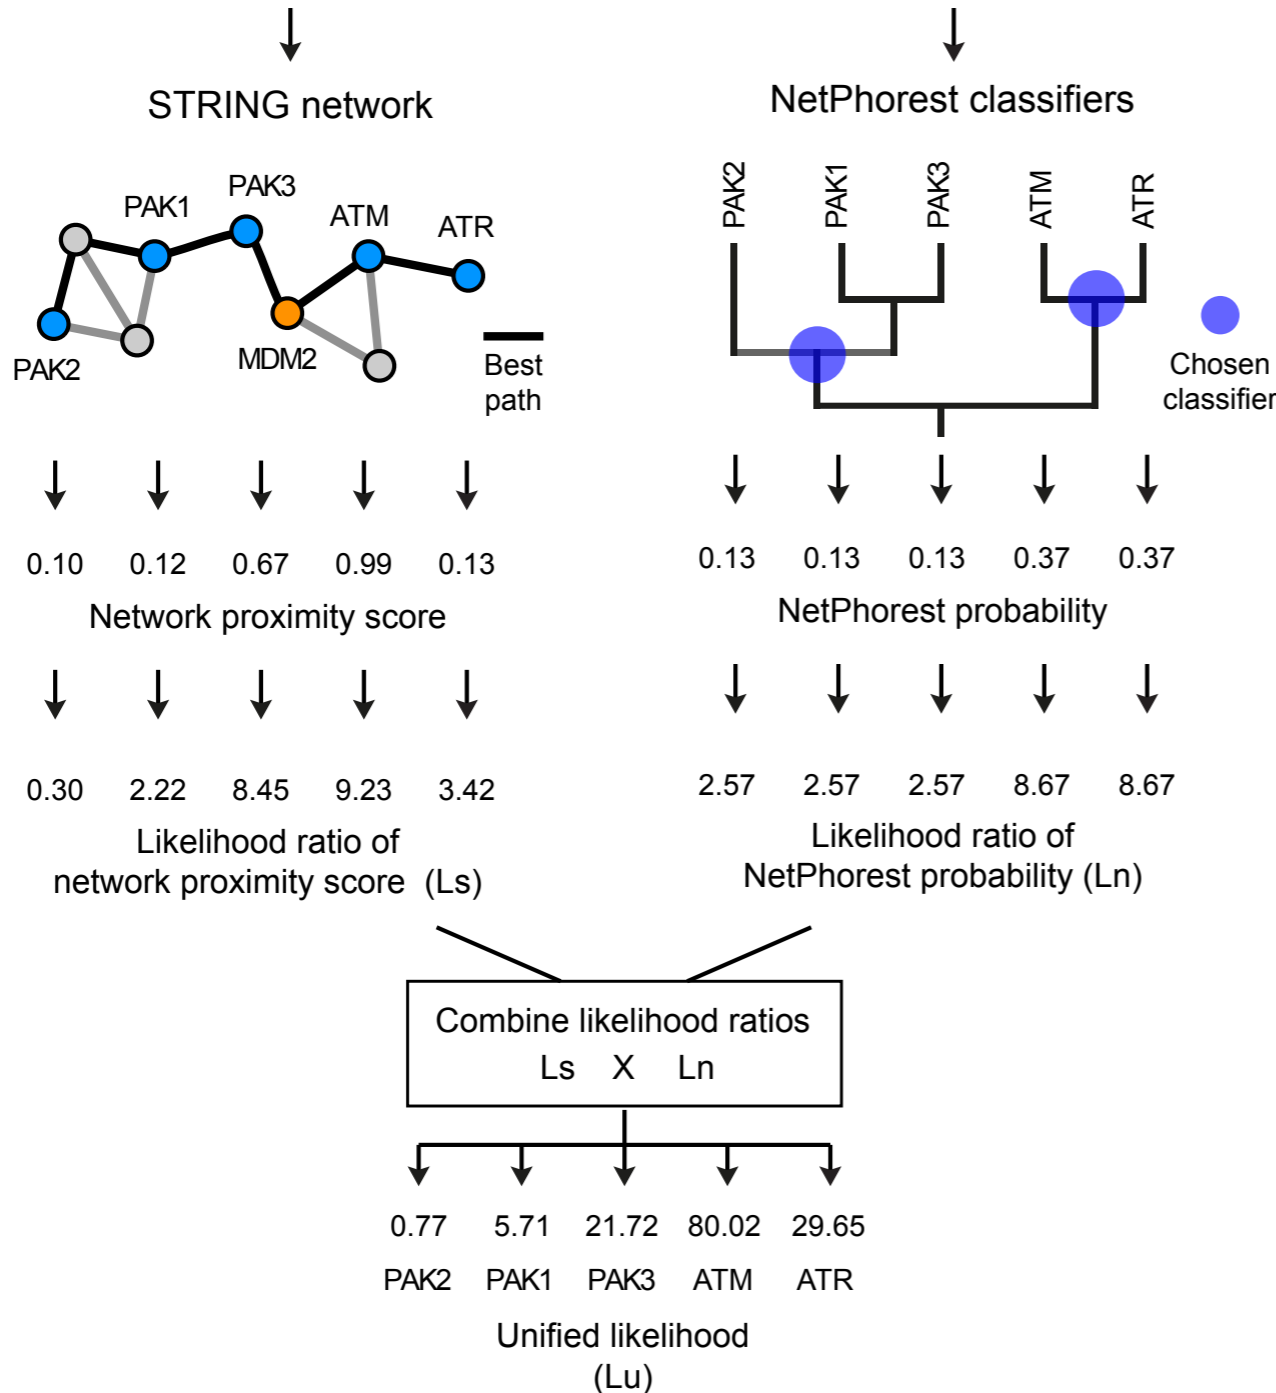 STRING network
PAK2
PAK1
PAK3
MDM2
ATM
ATR
Best
path
0.10 0.12 0.67 0.99 0.13
Network proximity score
0.30 2.22 8.45 9.23 3.42
Likelihood ratio of
network proximity score (Ls)
NetPhorest classifiers
PAK2 PAK1 PAK3 ATM ATR
Chosen
classifier
0.13 0.13 0.13 0.37 0.37
NetPhorest probability
2.57 2.57 2.57 8.67 8.67
Likelihood ratio of
NetPhorest probability (Ln)
Combine likelihood ratios
Ls X Ln
0.77 5.71 21.72 80.02 29.65
PAK2 PAK1 PAK3 ATM ATR
Unified likelihood
(Lu)